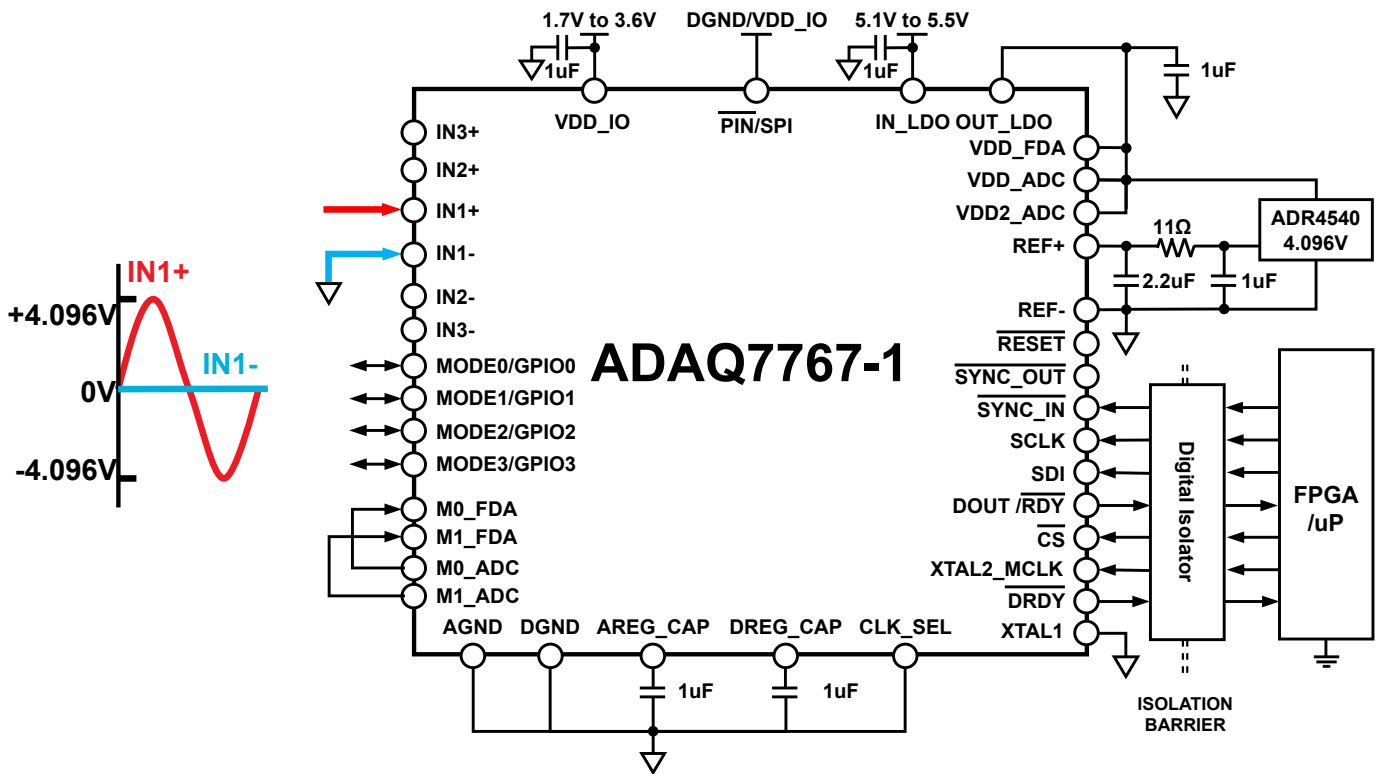 1.7V to 3.6V
DGND/VDD_IO
5.1V to 5.5V
1uF
1uF
1uF
VDD_IO
PIN/SPI
IN_LDO
OUT_LDO
IN3+
IN2+
IN1+
IN1-
IN2-
IN3-
MODE0/GPIO0
MODE1/GPIO1
MODE2/GPIO2
MODE3/GPIO3
M0_FDA
M1_FDA
M0_ADC
M1_ADC
IN1+
+4.096V
IN1-
0V
-4.096V
ADAQ7767-1
VDD_FDA
VDD_ADC
VDD2_ADC
REF+
REF-
RESET
SYNC_OUT
SYNC_IN
SCLK
SDI
DOUT /RDY
CS
XTAL2_MCLK
DRDY
XTAL1
11Ω
2.2uF
1uF
ADR4540
4.096V
Digital Isolator
FPGA
/uP
ISOLATION
BARRIER
AGND
DGND
AREG_CAP
DREG_CAP
CLK_SEL
1uF
1uF